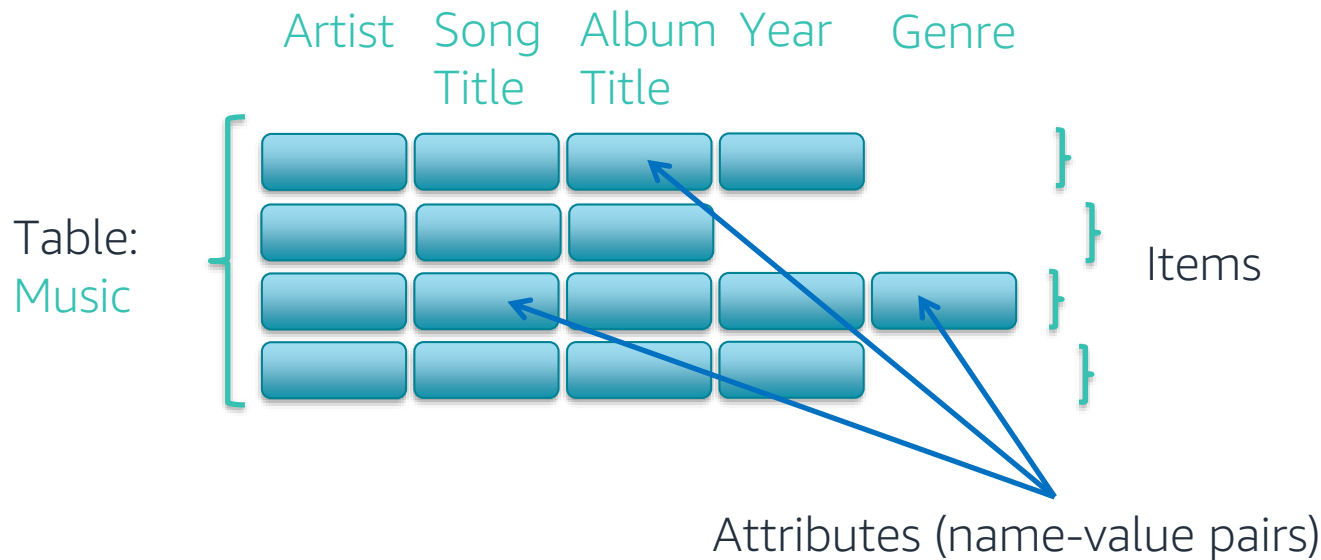 Artist Song Album Year Genre
Title Title
Table:
Music
Items
Attributes (name-value pairs)